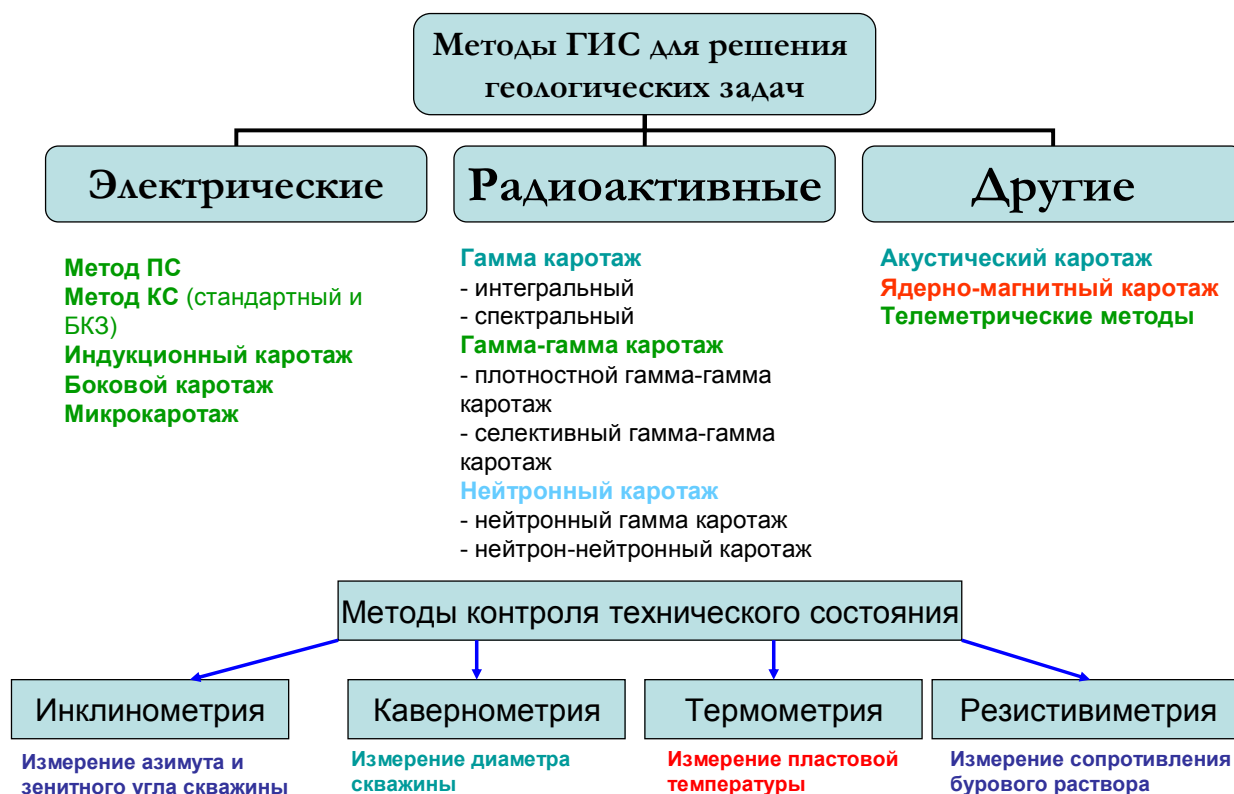 Методы ГИС для решения
геологических задач
Электрические
Радиоактивные
Другие
Метод ПС
Метод КС (стандартный и
БКЗ)
Индукционный каротаж
Боковой каротаж
Микрокаротаж
Гамма каротаж
- интегральный
- спектральный
Гамма-гамма каротаж
- плотностной гамма-гамма
каротаж
- селективный гамма-гамма
каротаж
Нейтронный каротаж
- нейтронный гамма каротаж
- нейтрон-нейтронный каротаж
Акустический каротаж
Ядерно-магнитный каротаж
Телеметрические методы
Методы контроля технического состояния
Инклинометрия
Кавернометрия
Термометрия
Резистивиметрия
Измерение азимута и
зенитного угла скважины
Измерение диаметра
скважины
Измерение пластовой
температуры
Измерение сопротивления
бурового раствора